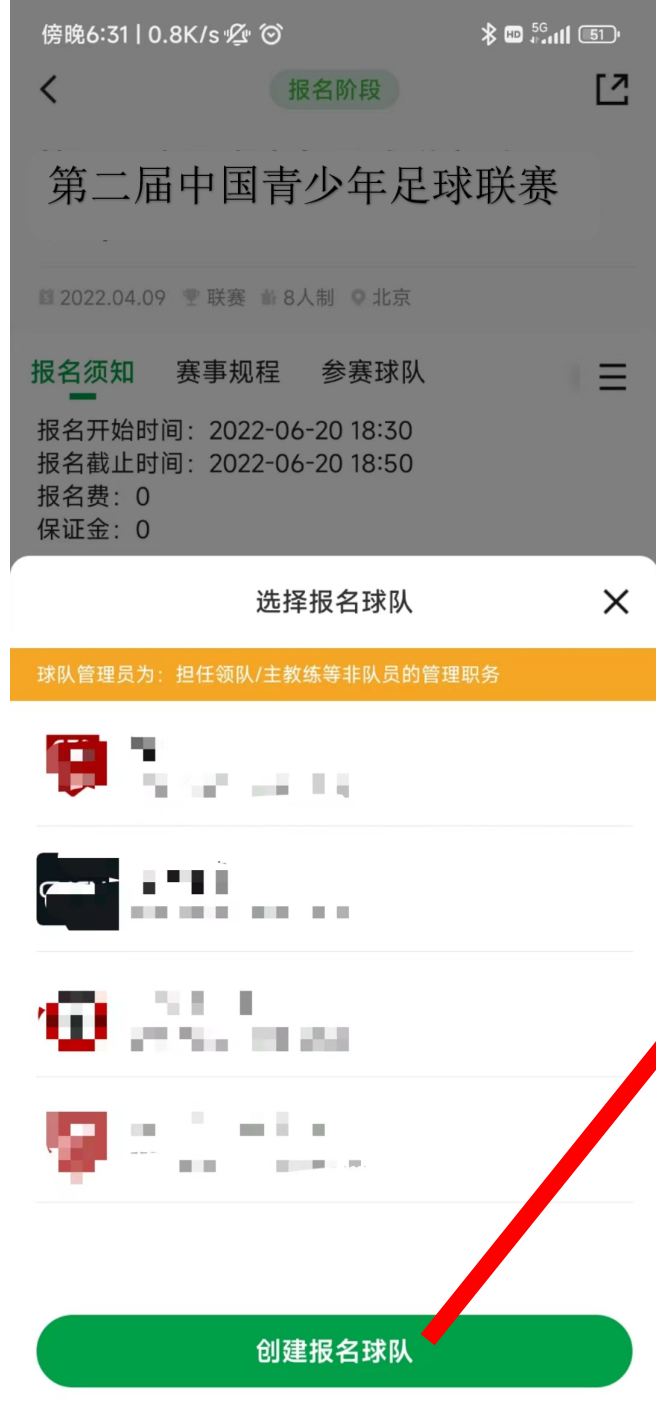 傍晚6:31 | 0.8K/s
HD 5G 51
报名阶段
第二届中国青少年足球联赛
2022.04.09 联赛 8人制 北京
报名须知 赛事规程 参赛球队
报名开始时间：2022-06-20 18:30
报名截止时间：2022-06-20 18:50
报名费：0
保证金：0
选择报名球队
球队管理员为：担任领队/主教练等非队员的管理职务
创建报名球队